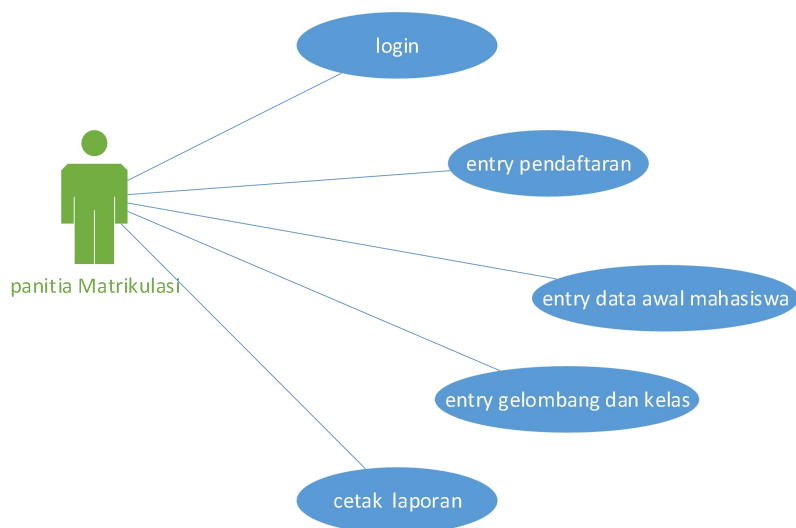 login
entry pendaftaran
panitia Matrikulasi
entry data awal mahasiswa
entry gelombang dan kelas
cetak laporan